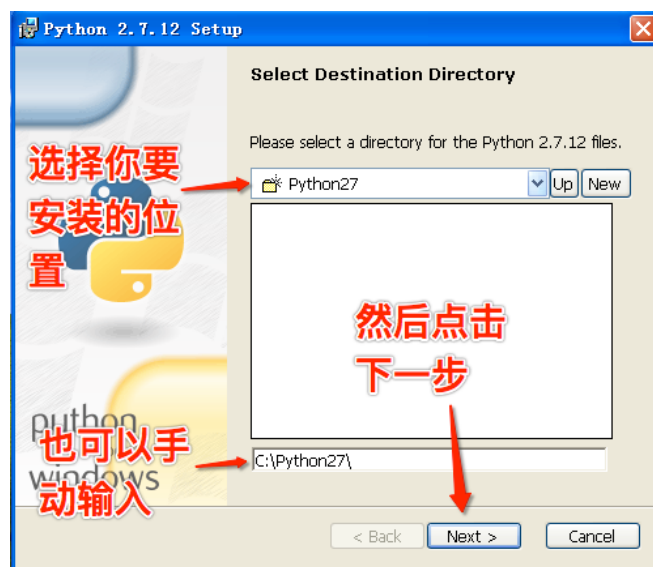 Python 2.7.12 Setup
Select Destination Directory
Please select a directory for the Python 2.7.12 files.
选择你要
安装的位
置
Python27
Up
New
然后点击
下一步
python
windows
也可以手
动输入
C:\Python27\
< Back
Next >
Cancel